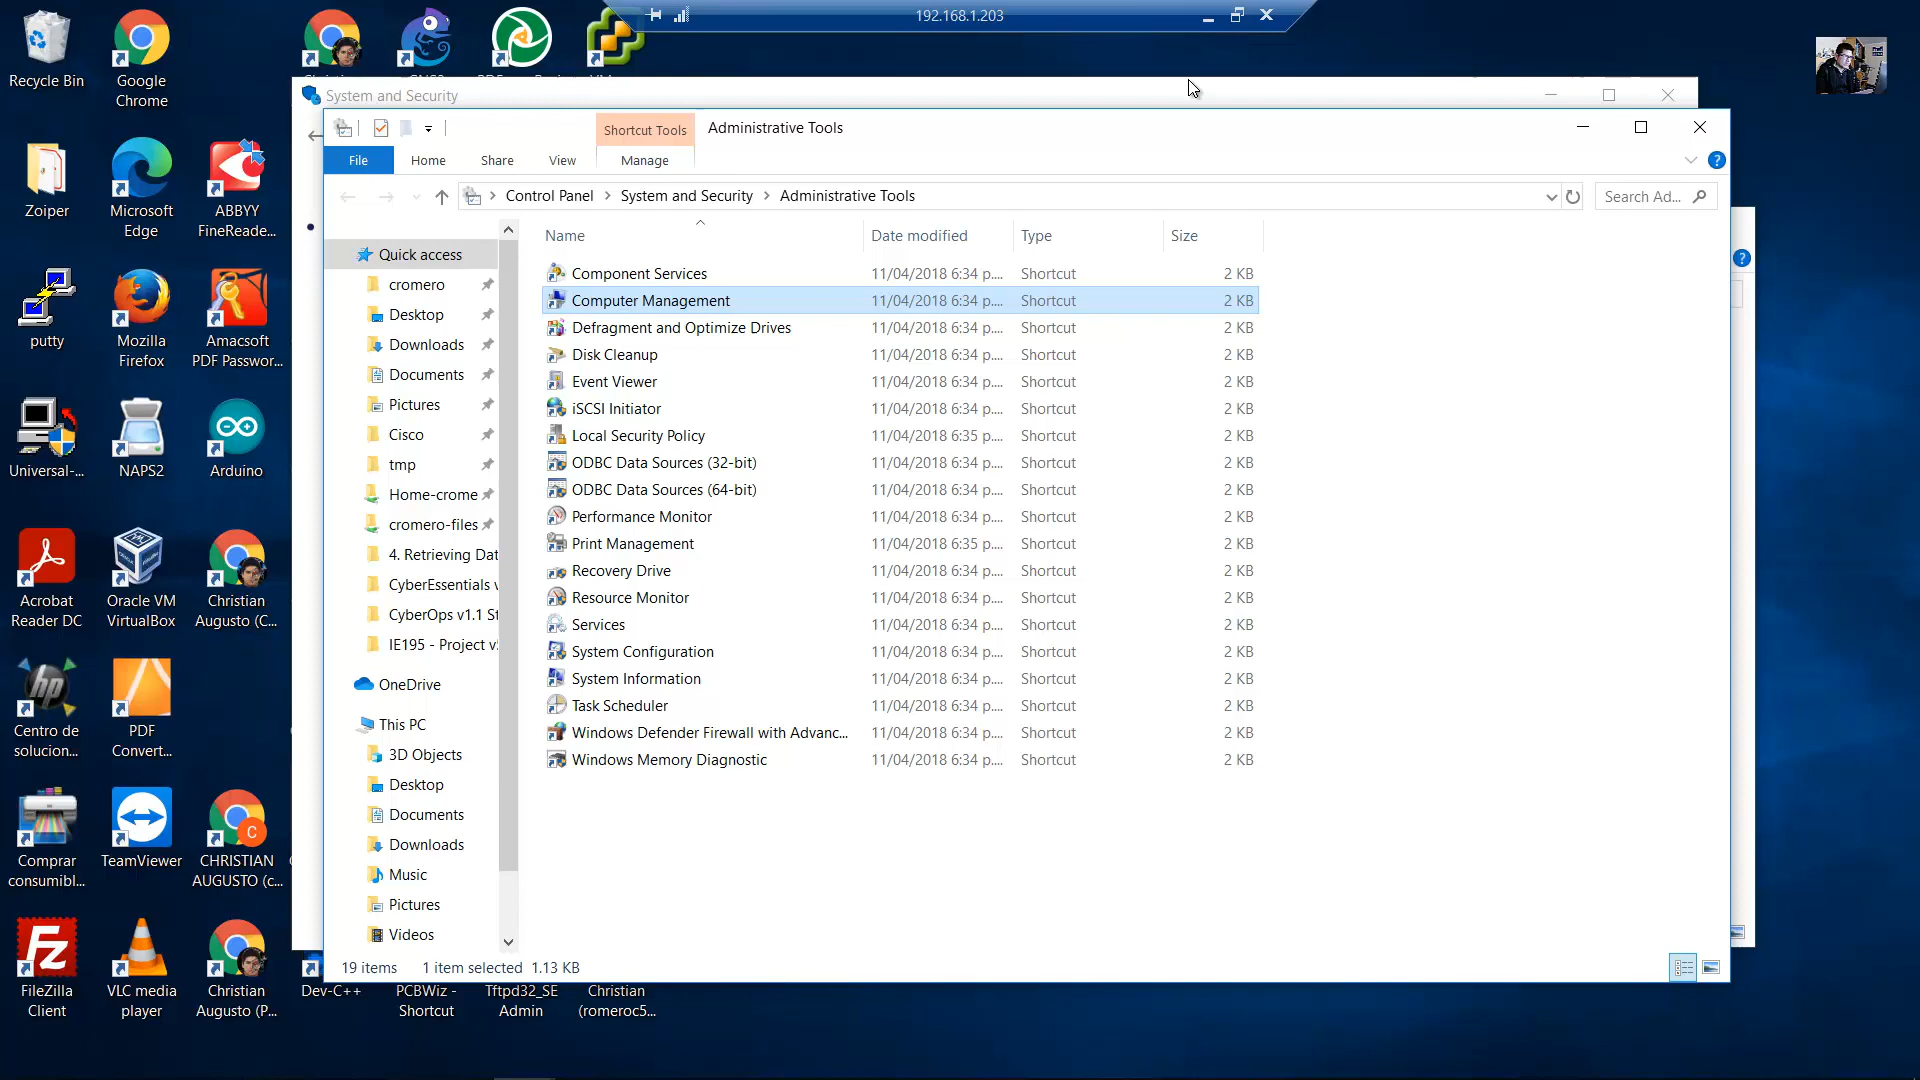 192.168.1.203
Recycle Bin
Google
Chrome
System and Security
Shortcut Tools
Administrative Tools
File
Home
Share
View
Manage
Control Panel
System and Security
Administrative Tools
Search Ad...
Name
Date modified
Type
Size
Quick access
cromero
Desktop
Downloads
Documents
Pictures
Cisco
tmp
Home-crome
cromero-files
4. Retrieving Dat
CyberEssentials v
CyberOps v1.1 St
IE195 - Project v
OneDrive
This PC
3D Objects
Desktop
Documents
Downloads
Music
Pictures
Videos
Component Services 11/04/2018 6:34 p.... Shortcut 2 KB
Computer Management 11/04/2018 6:34 p.... Shortcut 2 KB
Defragment and Optimize Drives 11/04/2018 6:34 p.... Shortcut 2 KB
Disk Cleanup 11/04/2018 6:34 p.... Shortcut 2 KB
Event Viewer 11/04/2018 6:34 p.... Shortcut 2 KB
iSCSI Initiator 11/04/2018 6:34 p.... Shortcut 2 KB
Local Security Policy 11/04/2018 6:35 p.... Shortcut 2 KB
ODBC Data Sources (32-bit) 11/04/2018 6:34 p.... Shortcut 2 KB
ODBC Data Sources (64-bit) 11/04/2018 6:34 p.... Shortcut 2 KB
Performance Monitor 11/04/2018 6:34 p.... Shortcut 2 KB
Print Management 11/04/2018 6:35 p.... Shortcut 2 KB
Recovery Drive 11/04/2018 6:34 p.... Shortcut 2 KB
Resource Monitor 11/04/2018 6:34 p.... Shortcut 2 KB
Services 11/04/2018 6:34 p.... Shortcut 2 KB
System Configuration 11/04/2018 6:34 p.... Shortcut 2 KB
System Information 11/04/2018 6:34 p.... Shortcut 2 KB
Task Scheduler 11/04/2018 6:34 p.... Shortcut 2 KB
Windows Defender Firewall with Advanc... 11/04/2018 6:34 p.... Shortcut 2 KB
Windows Memory Diagnostic 11/04/2018 6:34 p.... Shortcut 2 KB
19 items
1 item selected 1.13 KB
Zoiper
Microsoft
Edge
ABBYY
FineReade...
putty
Mozilla
Firefox
Amacsoft
PDF Passwor...
Universal-...
NAPS2
Arduino
Acrobat
Reader DC
Oracle VM
VirtualBox
Christian
Augusto (C...
Centro de
solucion...
PDF
Convert...
Comprar
consumibl...
TeamViewer
CHRISTIAN
AUGUSTO (c...
FileZilla
Client
VLC media
player
Christian
Augusto (P...
Dev-C++
PCBWiz -
Shortcut
Tftpd32_SE
Admin
Christian
(romeroc5...